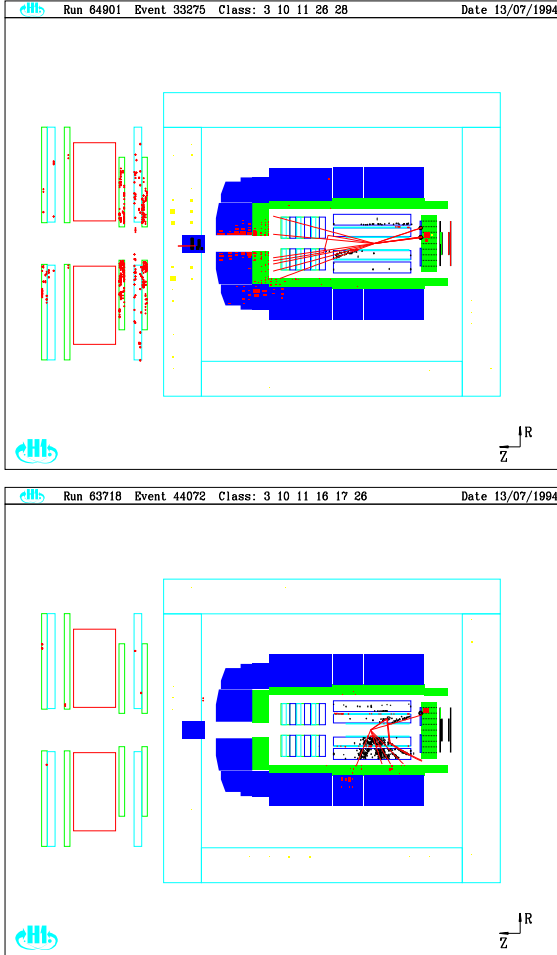 H1 Run 64901 Event 33275 Class: 3 10 11 26 28 Date 13/07/1994
R
Z
H1
H1 Run 63718 Event 44072 Class: 3 10 11 16 17 26 Date 13/07/1994
R
Z
H1